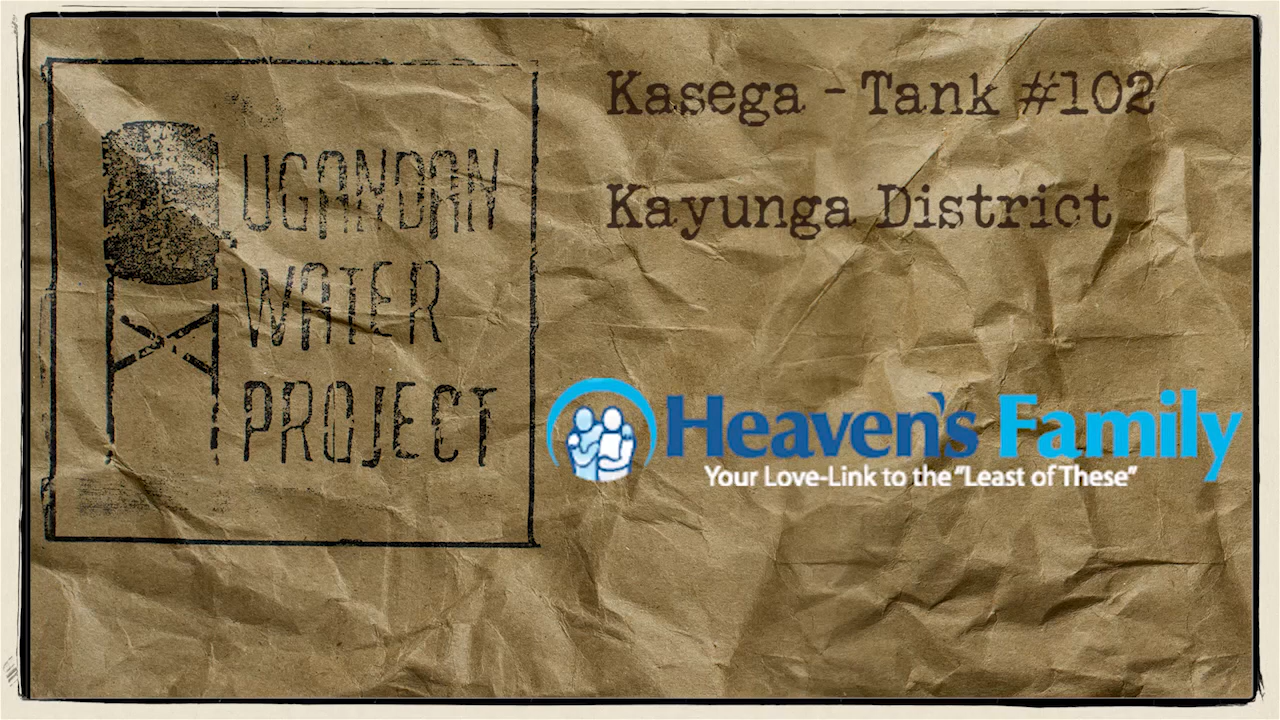 UGANDAN
WATER
PROJECT
Kasega - Tank #102
Kayunga District
Heaven's Family
Your Love-Link to the "Least of These"